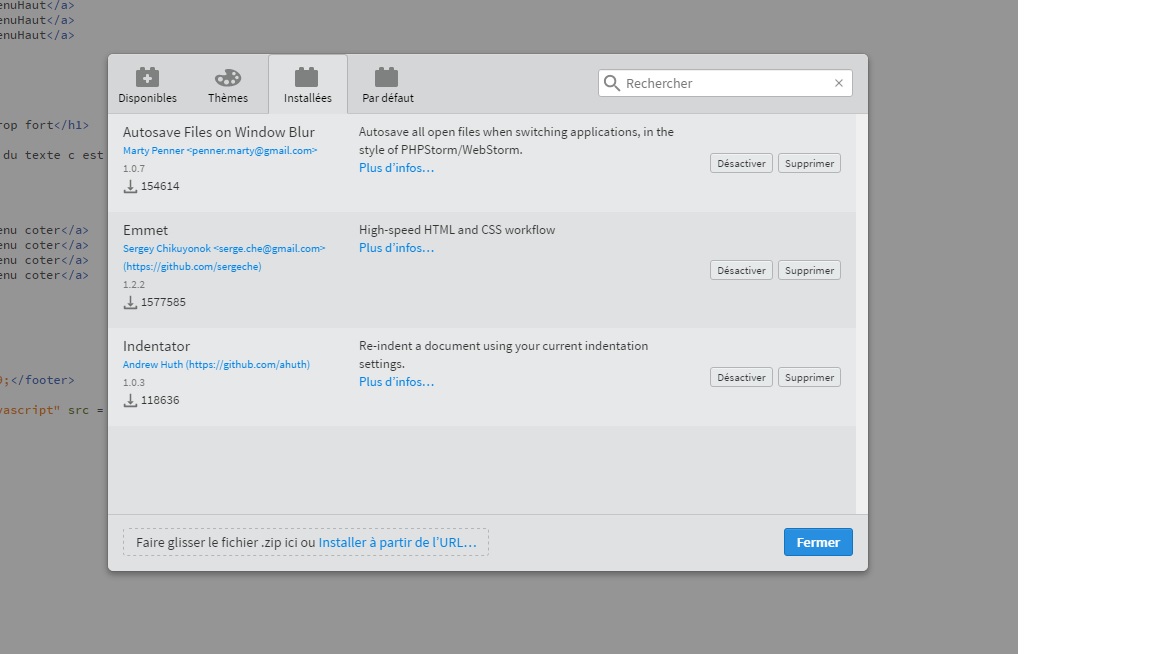 enuHaut</a>
enuHaut</a>
enuHaut</a>
Disponibles
Thèmes
Installées
Par défaut
Rechercher
rop fort</h1>
du texte c est
Autosave Files on Window Blur
Marty Penner <penner.marty@gmail.com>
1.0.7
154614
Autosave all open files when switching applications, in the
style of PHPStorm/WebStorm.
Plus d'infos…
Désactiver
Supprimer
enu coter</a>
enu coter</a>
enu coter</a>
enu coter</a>
Emmet
Sergey Chikuyonok <serge.che@gmail.com>
(https://github.com/sergeche)
1.2.2
1577585
High-speed HTML and CSS workflow
Plus d'infos…
Désactiver
Supprimer
Indentator
Andrew Huth (https://github.com/ahuth)
1.0.3
118636
Re-indent a document using your current indentation
settings.
Plus d'infos…
Désactiver
Supprimer
;</footer>
vascript" src =
Faire glisser le fichier .zip ici ou Installer à partir de l'URL…
Fermer